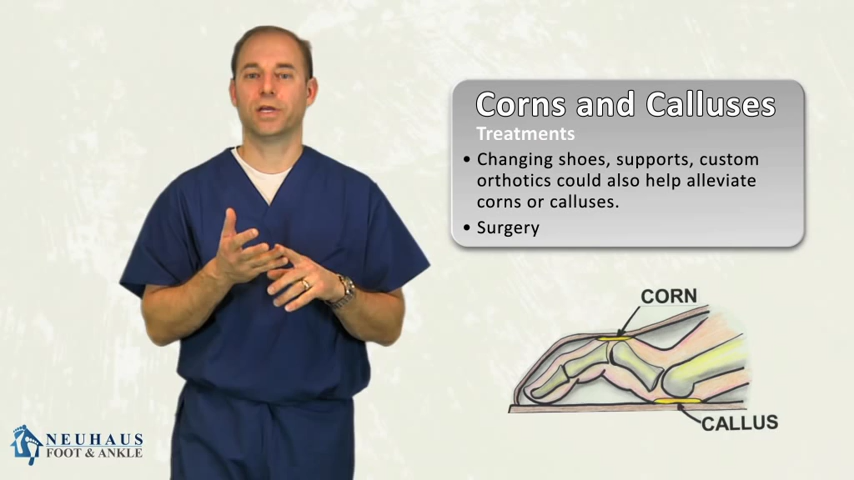 Corns and Calluses
Treatments
• Changing shoes, supports, custom
orthotics could also help alleviate
corns or calluses.
• Surgery
CORN
CALLUS
NEUHAUS
FOOT & ANKLE